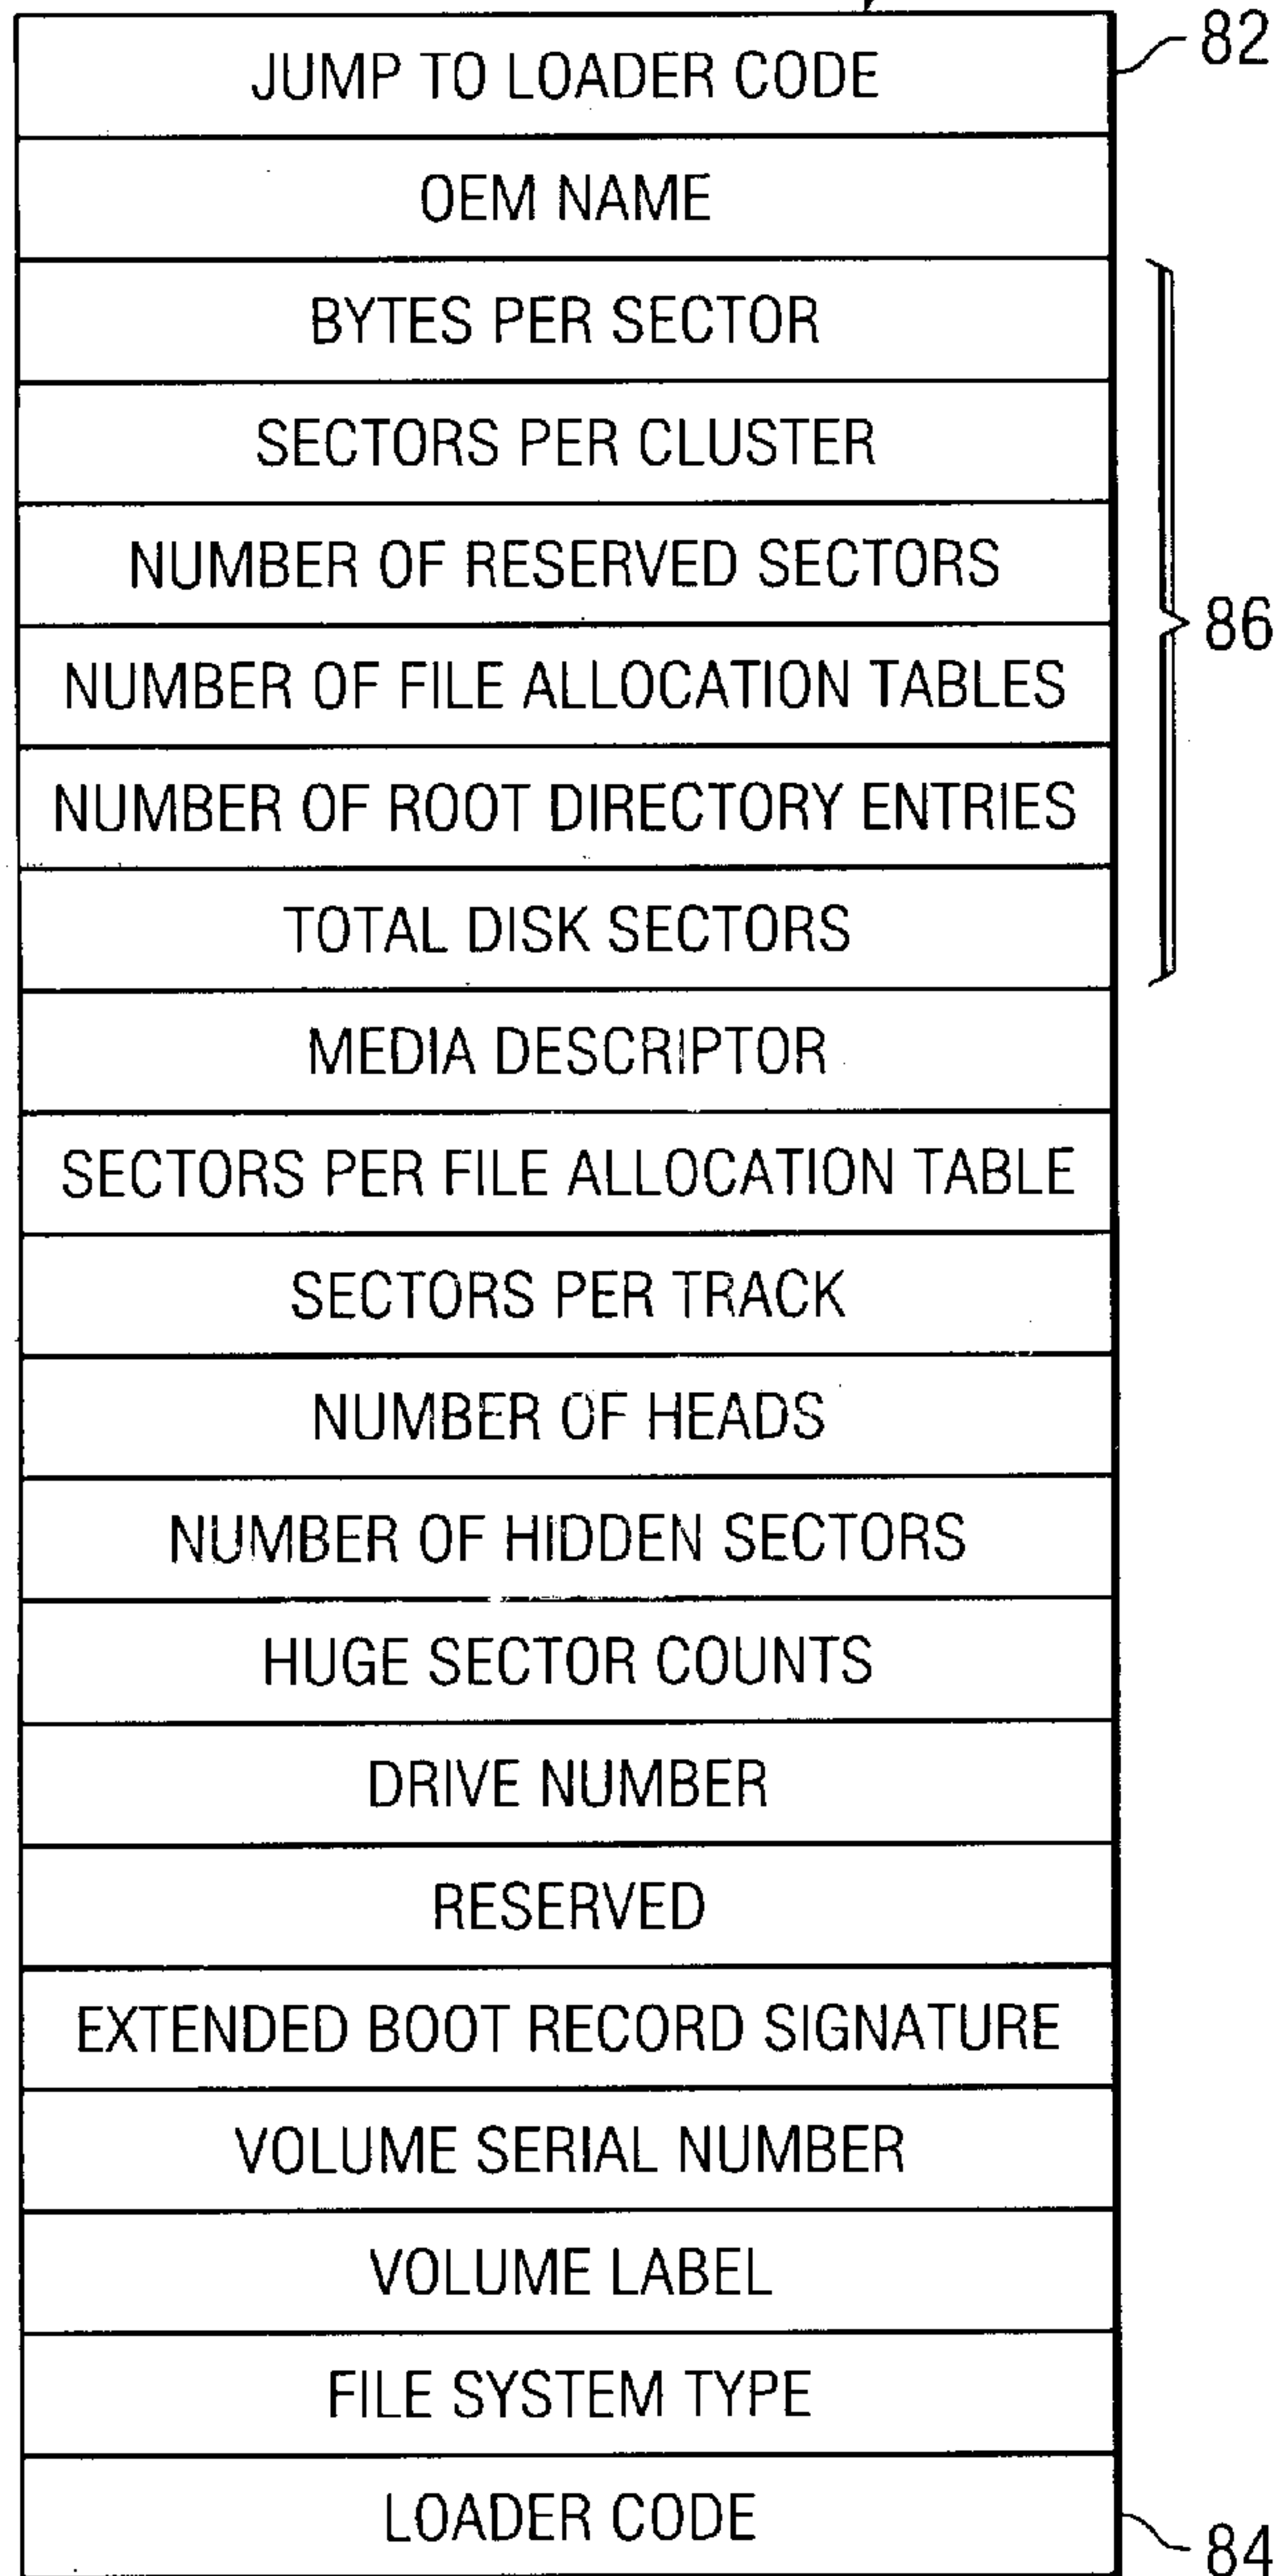 JUMP TO LOADER CODE
82
OEM NAME
BYTES PER SECTOR
SECTORS PER CLUSTER
NUMBER OF RESERVED SECTORS
86
NUMBER OF FILE ALLOCATION TABLES
NUMBER OF ROOT DIRECTORY ENTRIES
TOTAL DISK SECTORS
MEDIA DESCRIPTOR
SECTORS PER FILE ALLOCATION TABLE
SECTORS PER TRACK
NUMBER OF HEADS
NUMBER OF HIDDEN SECTORS
HUGE SECTOR COUNTS
DRIVE NUMBER
RESERVED
EXTENDED BOOT RECORD SIGNATURE
VOLUME SERIAL NUMBER
VOLUME LABEL
FILE SYSTEM TYPE
LOADER CODE
84